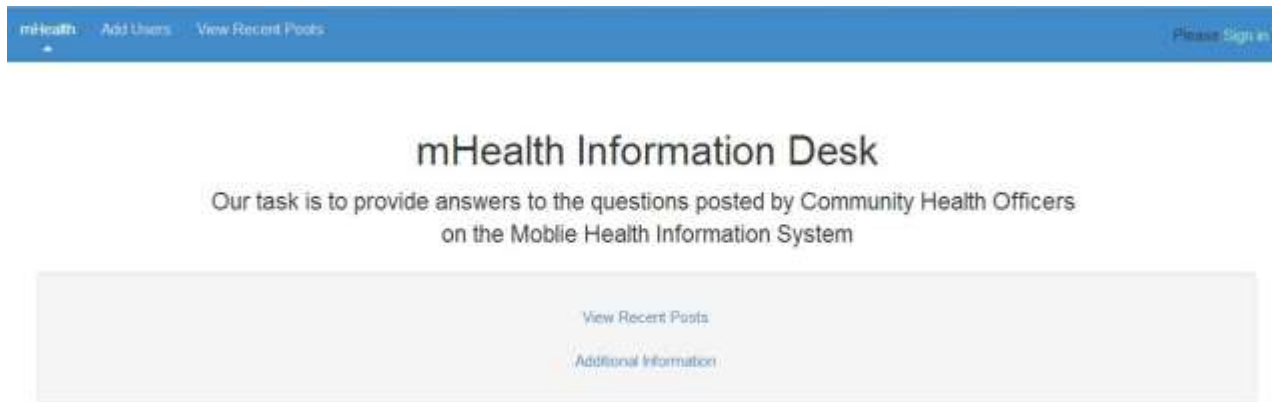 mHealth Add Users View Recent Posts Please Sign in
mHealth Information Desk
Our task is to provide answers to the questions posted by Community Health Officers
on the Moblie Health Information System
View Recent Posts
Additional Information